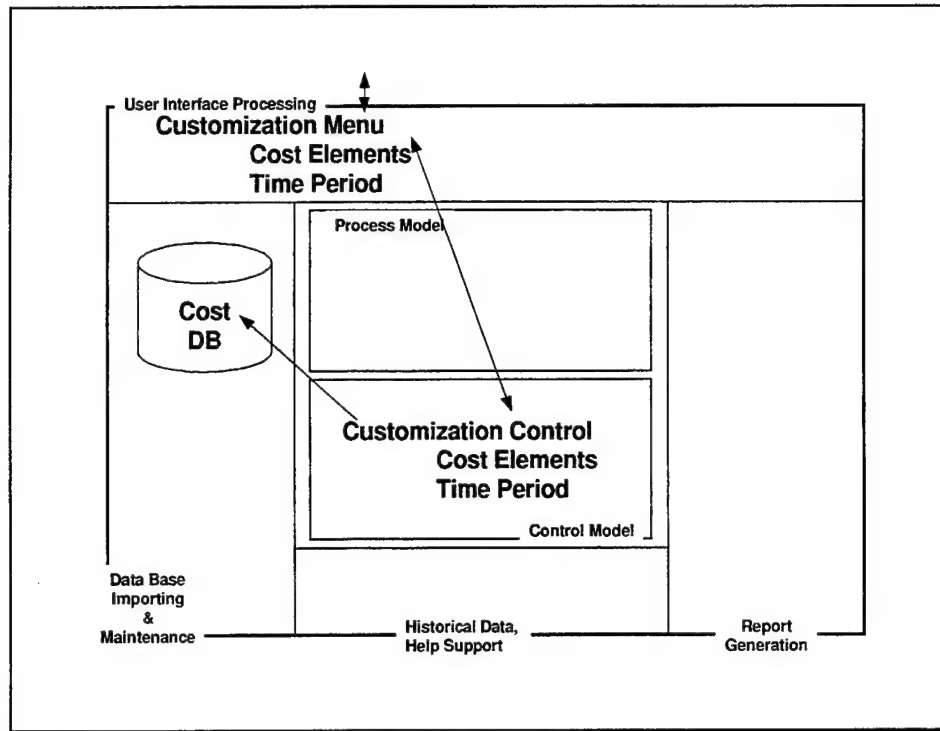 User Interface Processing
Customization Menu
Cost Elements
Time Period
Process Model
Cost
DB
Customization Control
Cost Elements
Time Period
Control Model
Data Base
Importing
&
Maintenance
Historical Data,
Help Support
Report
Generation